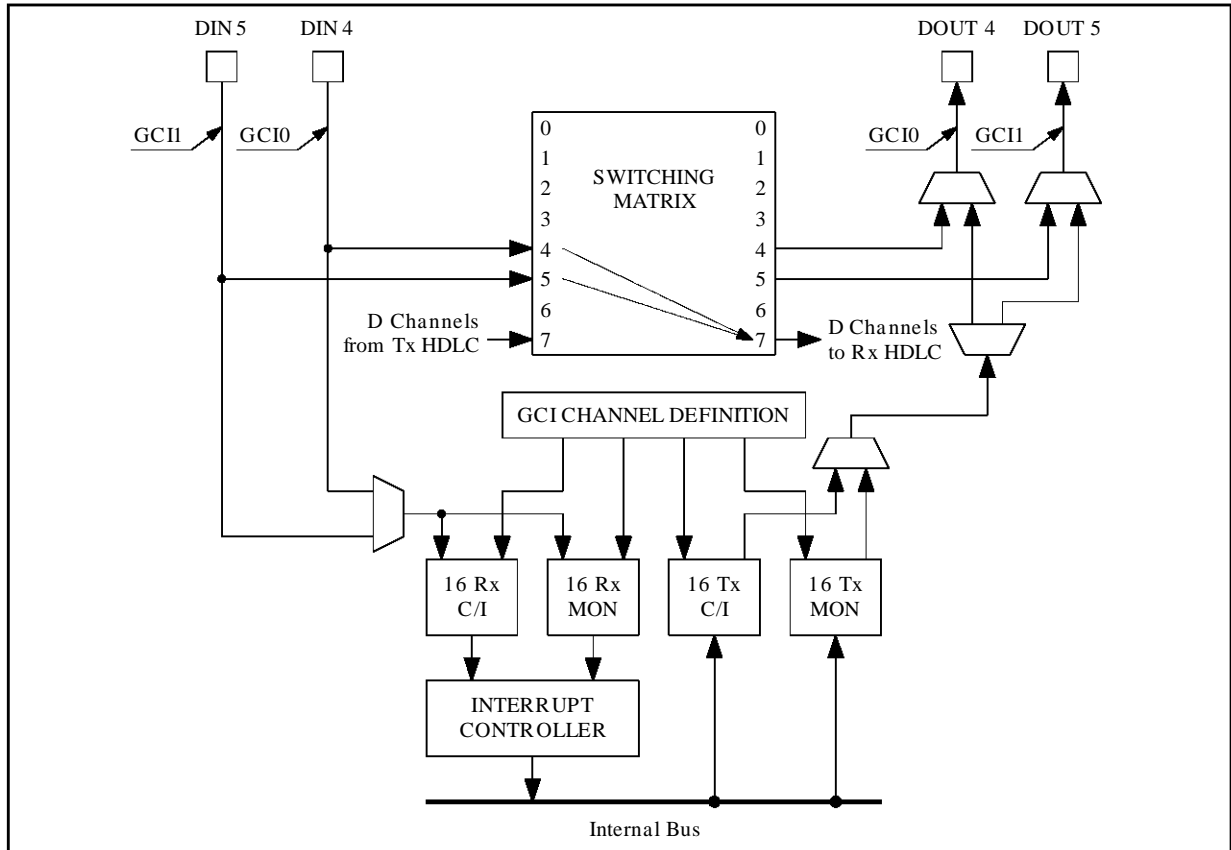 DIN 5 DIN 4 DOUT 4 DOUT 5
GCI1 GCI0 GCI0 GCI1
0 0
1 1
SWITCHING
MATRIX
2 2
3 3
4 4
5 5
6 6
7 7
D Channels
from Tx HDLC
D Channels
to Rx HDLC
GCI CHANNEL DEFINITION
16 Rx
C/I
16 Rx
MON
16 Tx
C/I
16 Tx
MON
INTERRUPT
CONTROLLER
Internal Bus